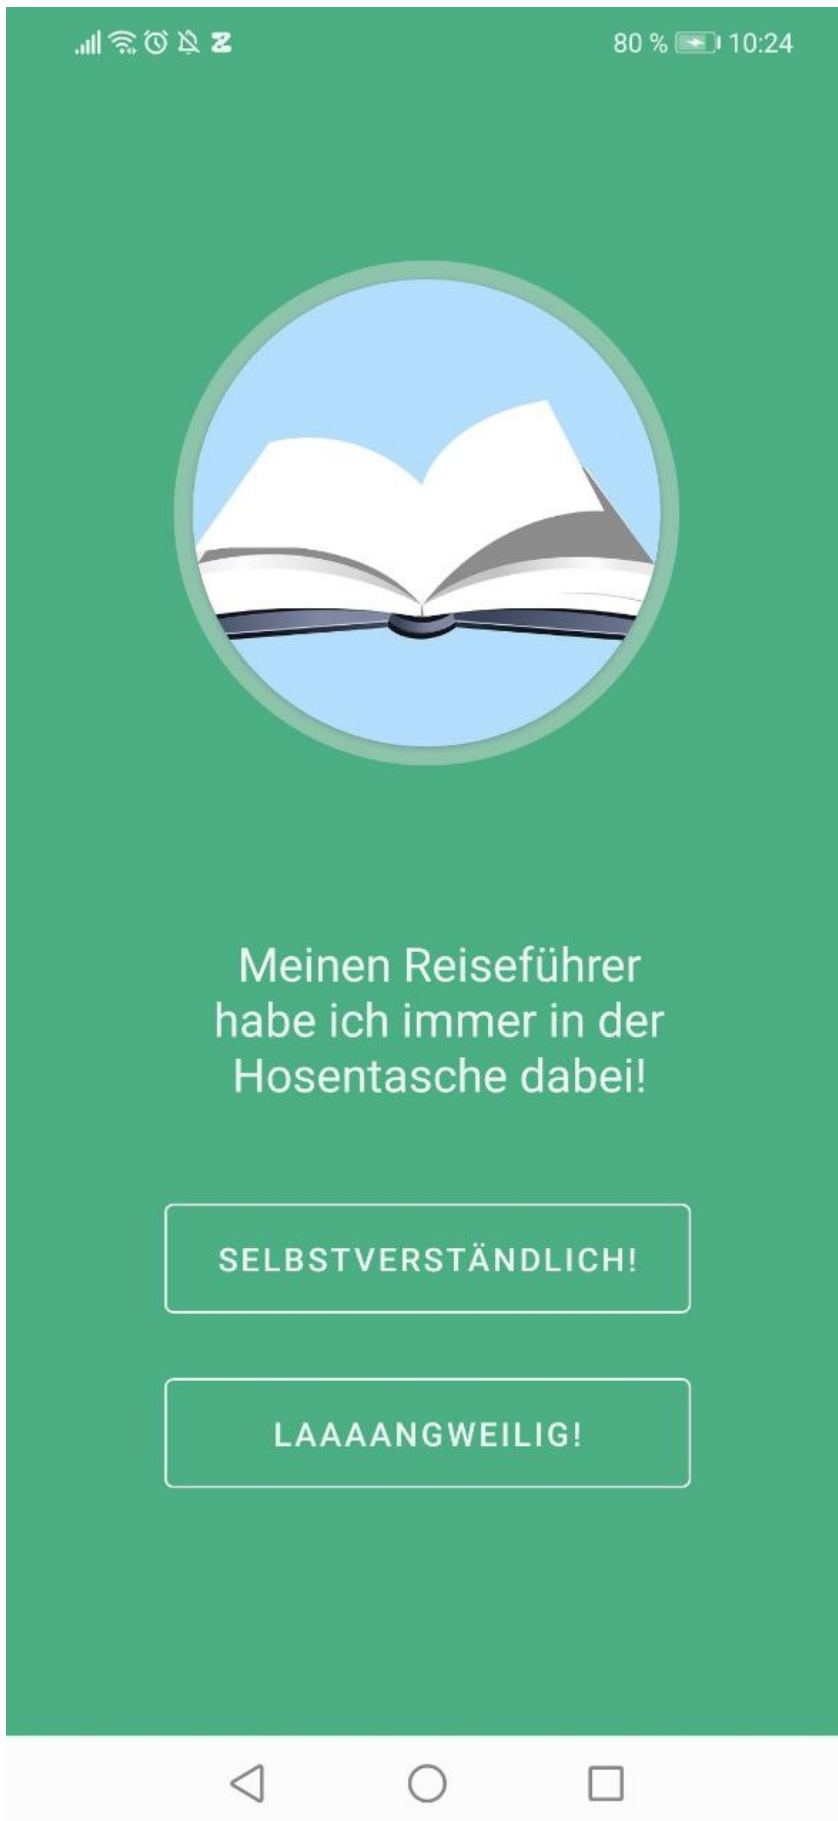 80 % 10:24
Meinen Reiseführer
habe ich immer in der
Hosentasche dabei!
SELBSTVERSTÄNDLICH!
LAAAANGWEILIG!